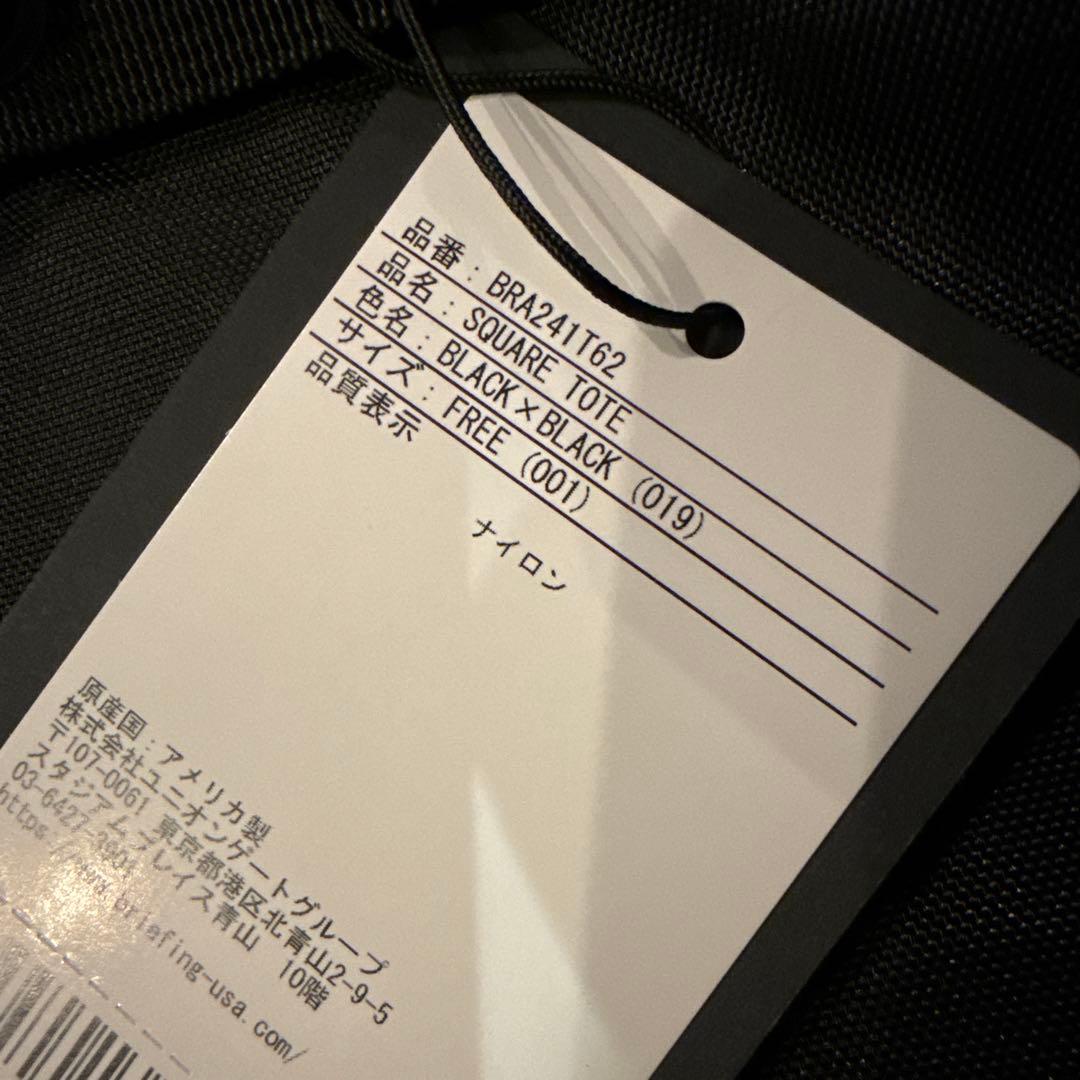 品番：BRA241T62
品名：SQUARE TOTE
色名：BLACK×BLACK (019)
サイズ：FREE (001)
品質表示
ナイロン
原産国：アメリカ製
株式会社ユニオンゲートグループ
〒107-0061 東京都港区北青山2-9-5
スタジアムプレイス青山 10階
briefing-usa.com/